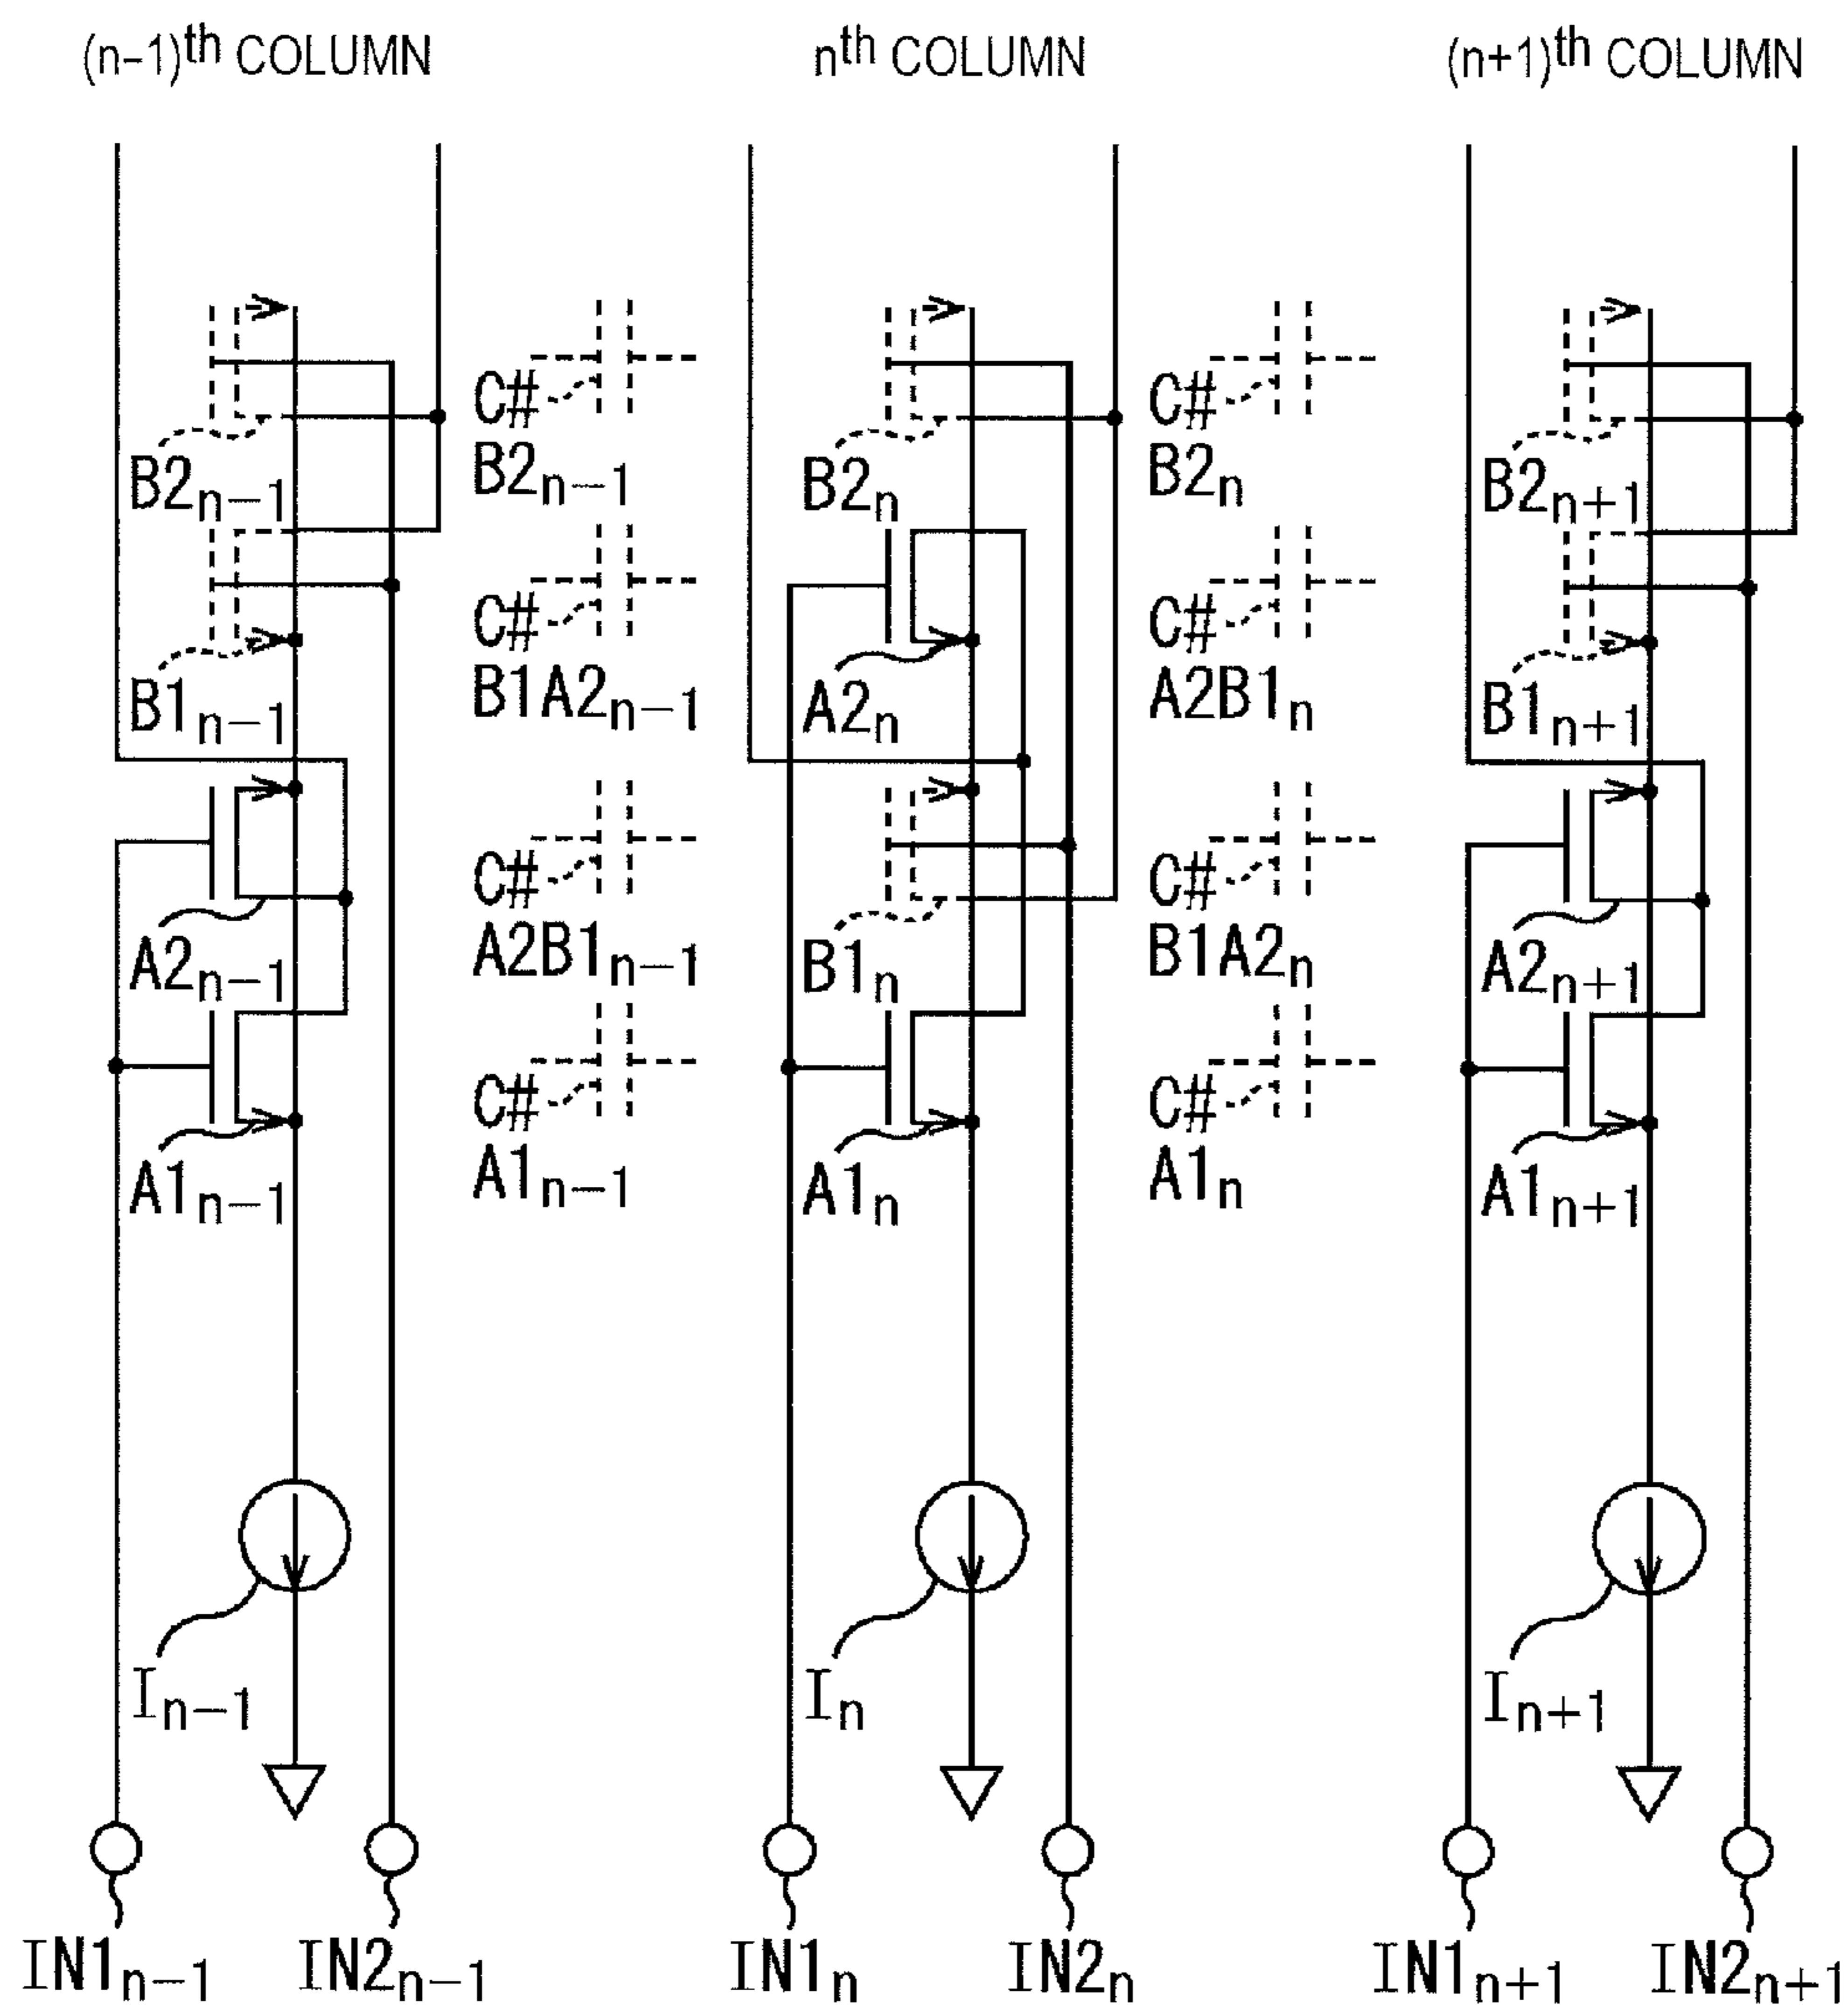 (n-1)th COLUMN
nth COLUMN
(n+1)th COLUMN
C#
B2n-1
C#
B2n
B2n-1
B2n
B2n+1
C#
B1A2n-1
C#
A2B1n
B1n-1
A2n
B1n+1
C#
A2B1n-1
C#
B1A2n
A2n-1
B1n
A2n+1
C#
A1n-1
C#
A1n
A1n-1
A1n
A1n+1
In-1
In
In+1
IN1n-1
IN2n-1
IN1n
IN2n
IN1n+1
IN2n+1